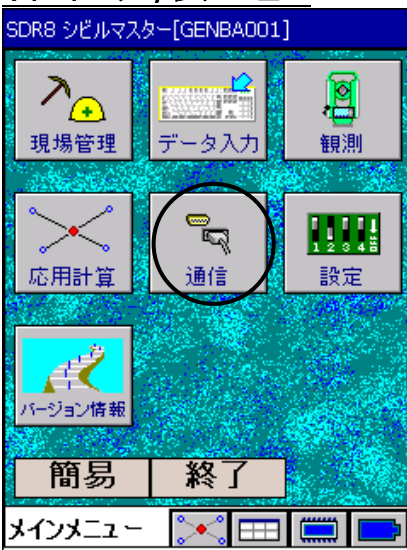 SDR8 シビルマスター[GENBA001]
現場管理
データ入力
観測
応用計算
通信
1 2 3 4 OFF
設定
バージョン情報
簡易
終了
メインメニュー